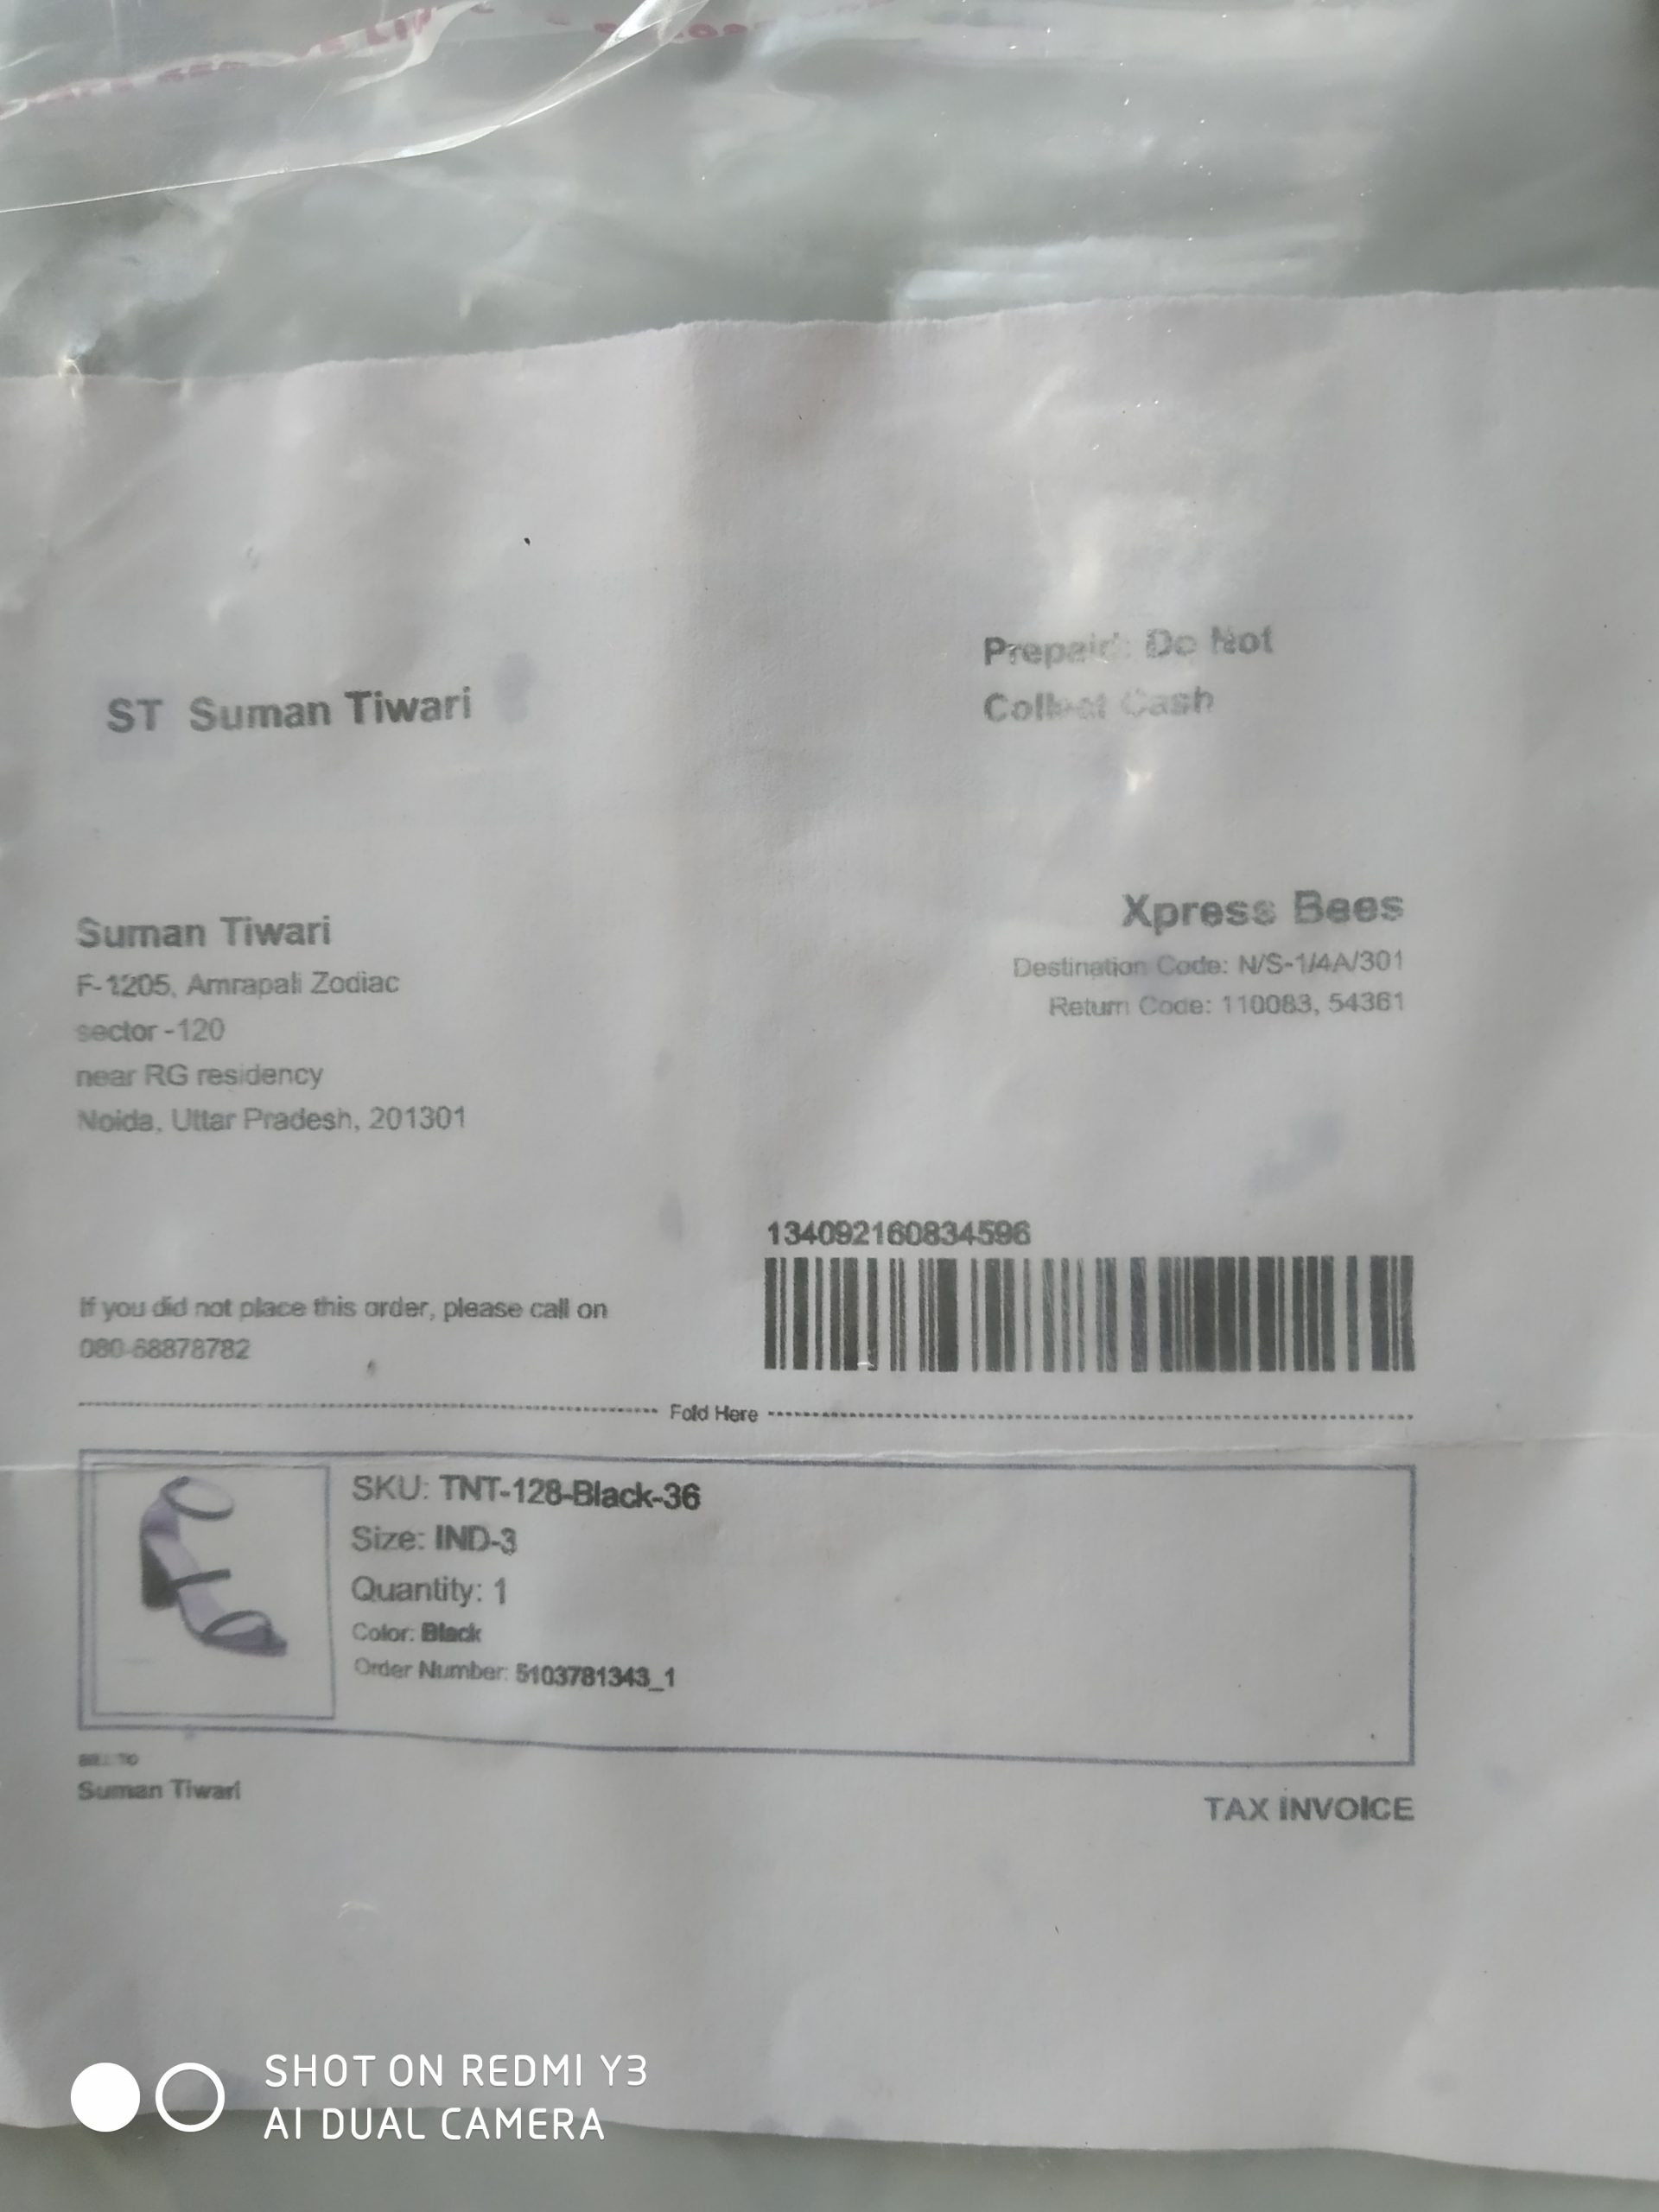 ST Suman Tiwari
Prepaid: Do Not
Collect Cash
Suman Tiwari
F-1205, Amrapali Zodiac
sector -120
near RG residency
Noida, Uttar Pradesh, 201301
Xpress Bees
Destination Code: N/S-1/4A/301
Return Code: 110083, 54361
134092160834596
If you did not place this order, please call on
080-68878782
Fold Here
SKU: TNT-128-Black-36
Size: IND-3
Quantity: 1
Color: Black
Order Number: 5103781343_1
BILL TO
Suman Tiwari
TAX INVOICE
SHOT ON REDMI Y3
AI DUAL CAMERA